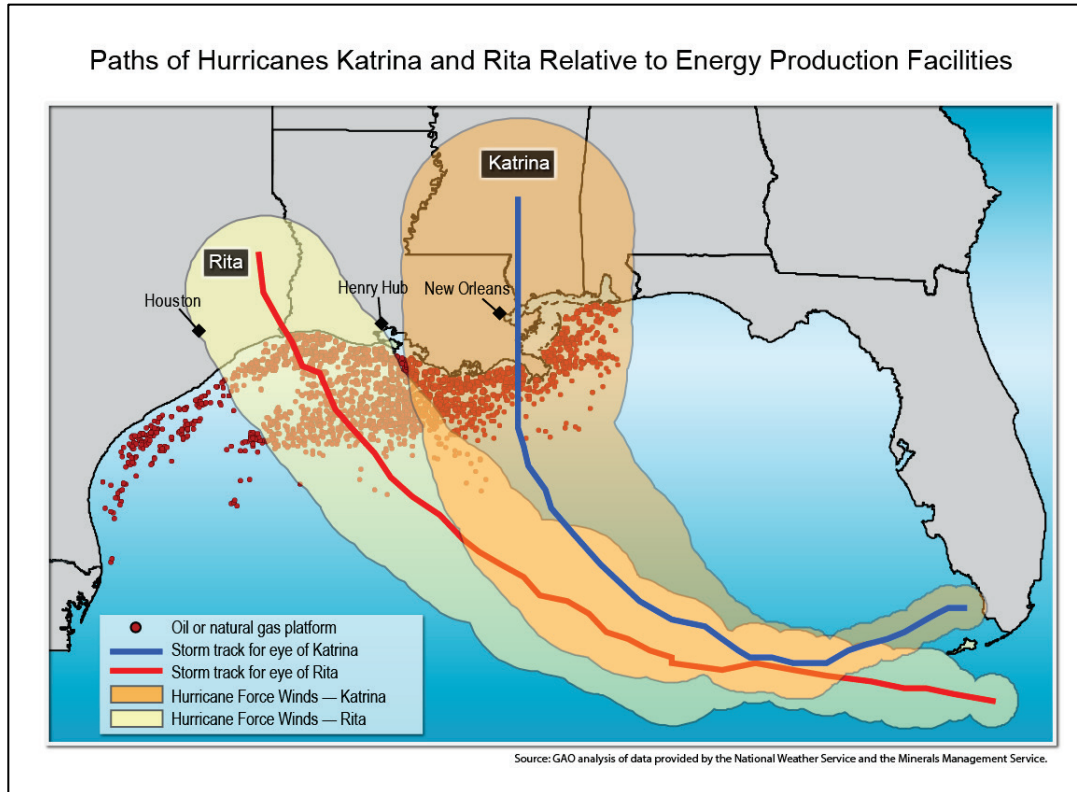 Paths of Hurricanes Katrina and Rita Relative to Energy Production Facilities
Katrina
Rita
Houston
Henry Hub
New Orleans
Oil or natural gas platform
Storm track for eye of Katrina
Storm track for eye of Rita
Hurricane Force Winds — Katrina
Hurricane Force Winds — Rita
Source: GAO analysis of data provided by the National Weather Service and the Minerals Management Service.